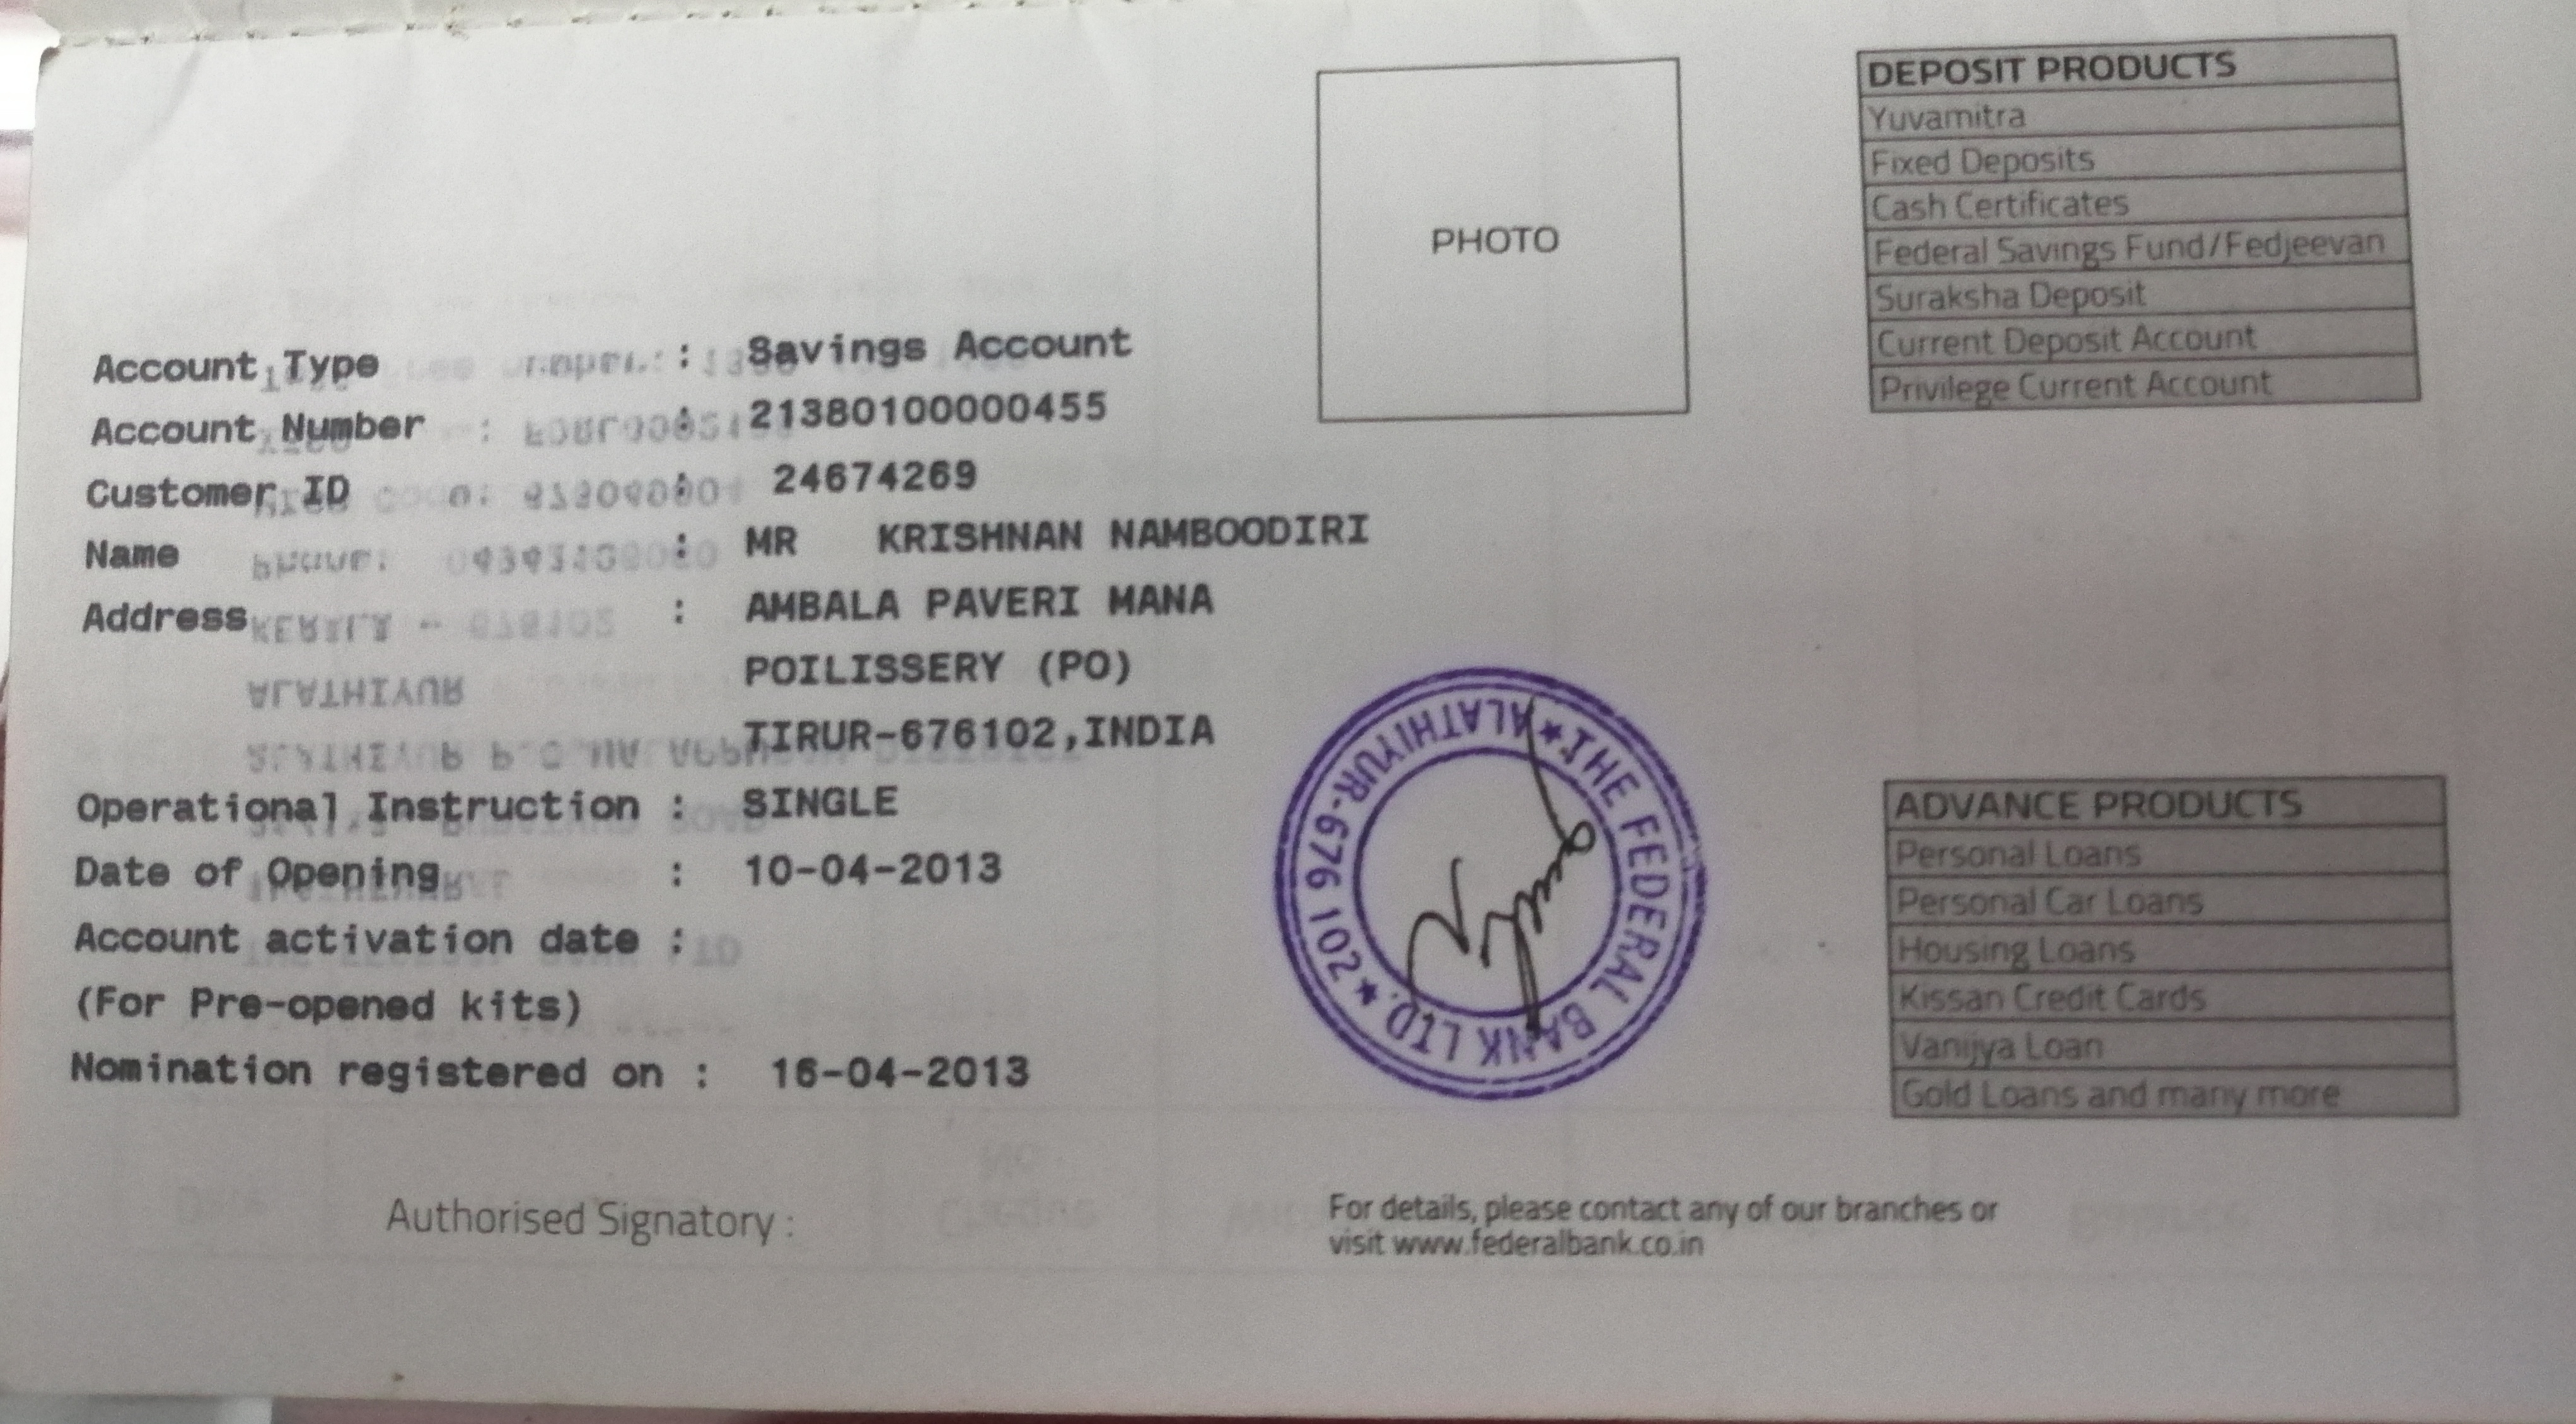 Account Type : Savings Account
Account Number : 21380100000455
Customer ID : 24674269
Name : MR KRISHNAN NAMBOODIRI
Address : AMBALA PAVERI MANA
POILISSERY (PO)
TIRUR-676102,INDIA
Operational Instruction : SINGLE
Date of Opening : 10-04-2013
Account activation date :
(For Pre-opened kits)
Nomination registered on : 16-04-2013
Authorised Signatory :
PHOTO
★ THE FEDERAL BANK LTD. ★ ALATHIYUR-676 102
For details, please contact any of our branches or
visit www.federalbank.co.in
DEPOSIT PRODUCTS
Yuvamitra
Fixed Deposits
Cash Certificates
Federal Savings Fund/Fedjeevan
Suraksha Deposit
Current Deposit Account
Privilege Current Account
ADVANCE PRODUCTS
Personal Loans
Personal Car Loans
Housing Loans
Kissan Credit Cards
Vanijya Loan
Gold Loans and many more